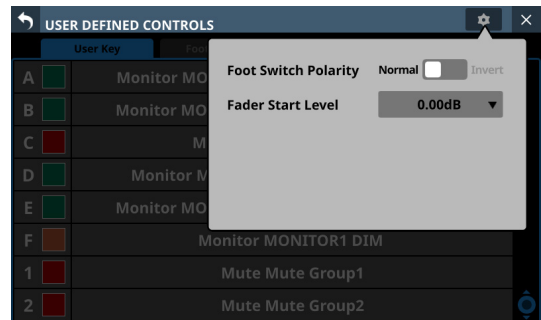 USER DEFINED CONTROLS
User Key Foot
A Monitor MO
B Monitor MO
C M
D Monitor M
E Monitor MO
F Monitor MONITOR1 DIM
1 Mute Mute Group1
2 Mute Mute Group2
Foot Switch Polarity Normal Invert
Fader Start Level 0.00dB